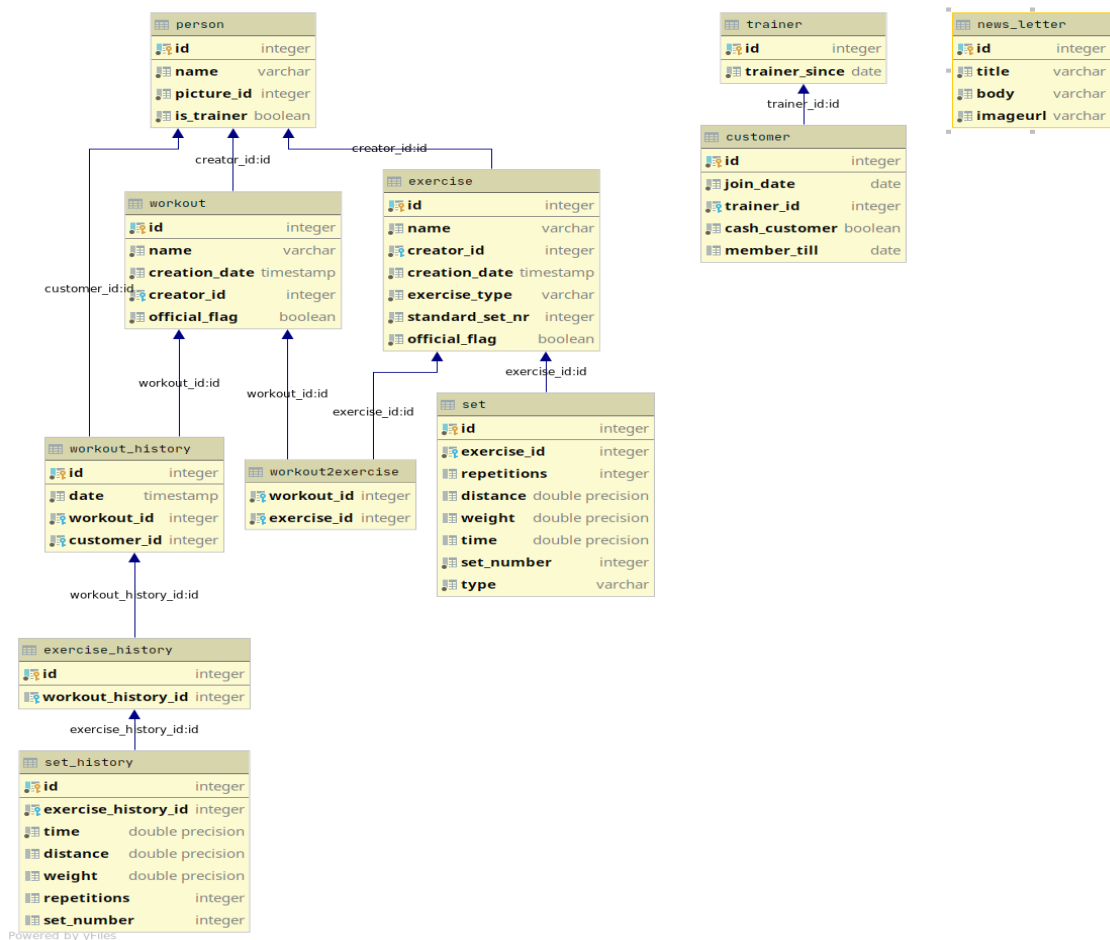 person
id integer
name varchar
picture_id integer
is_trainer boolean
trainer
id integer
trainer_since date
news_letter
id integer
title varchar
body varchar
imageurl varchar
trainer_id:id
customer
id integer
join_date date
trainer_id integer
cash_customer boolean
member_till date
creator_id:id
creator_id:id
workout
id integer
name varchar
creation_date timestamp
creator_id integer
official_flag boolean
exercise
id integer
name varchar
creator_id integer
creation_date timestamp
exercise_type varchar
standard_set_nr integer
official_flag boolean
customer_id:id
workout_id:id
workout_id:id
exercise_id:id
exercise_id:id
set
id integer
exercise_id integer
repetitions integer
distance double precision
weight double precision
time double precision
set_number integer
type varchar
workout_history
id integer
date timestamp
workout_id integer
customer_id integer
workout2exercise
workout_id integer
exercise_id integer
workout_history_id:id
exercise_history
id integer
workout_history_id integer
exercise_history_id:id
set_history
id integer
exercise_history_id integer
time double precision
distance double precision
weight double precision
repetitions integer
set_number integer
Powered by yFiles